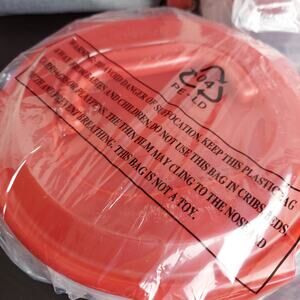 04
PE-LD
WARNING: TO AVOID DANGER OF SUFFOCATION, KEEP THIS PLASTIC BAG
AWAY FROM BABIES AND CHILDREN. DO NOT USE THIS BAG IN CRIBS, BEDS,
CARRIAGES OR PLAYPENS. THE THIN FILM MAY CLING TO THE NOSE AND
MOUTH AND PREVENT BREATHING. THIS BAG IS NOT A TOY.